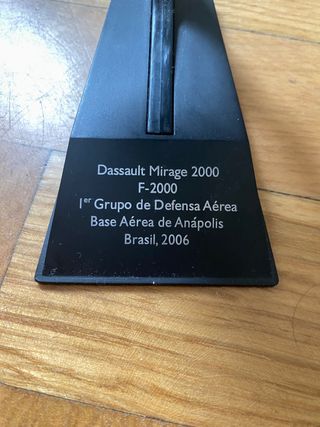 Dassault Mirage 2000
F-2000
1er Grupo de Defensa Aérea
Base Aérea de Anápolis
Brasil, 2006